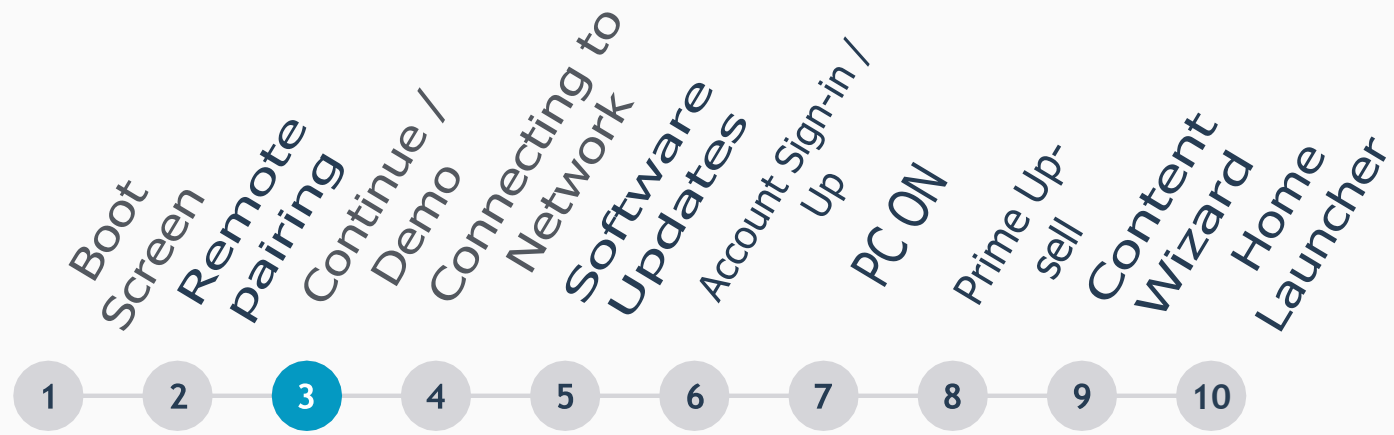 Boot
Screen
Remote
pairing
Continue /
Demo
Connecting to
Network
Software
Updates
Account Sign-in /
Up
PC ON
Prime Up-
sell
Content
Wizard
Home
Launcher
1
2
3
4
5
6
7
8
9
10